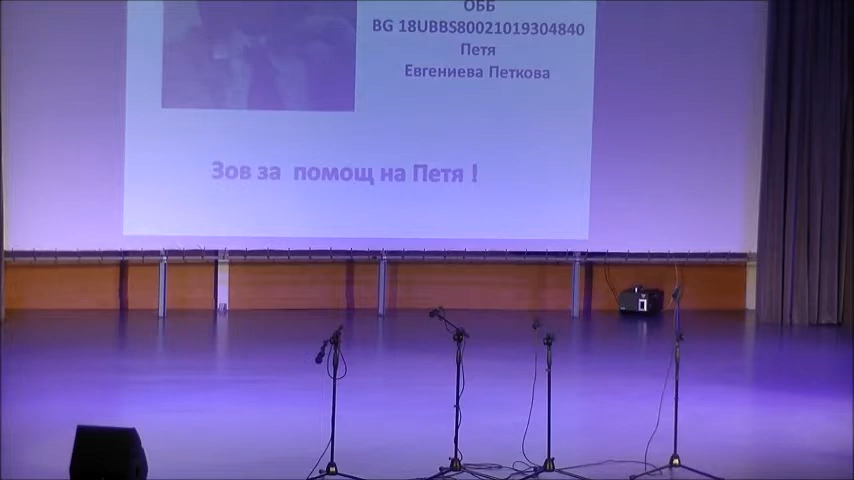 ОББ
BG 18UBBS80021019304840
Петя
Евгениева Петкова
Зов за помощ на Петя !